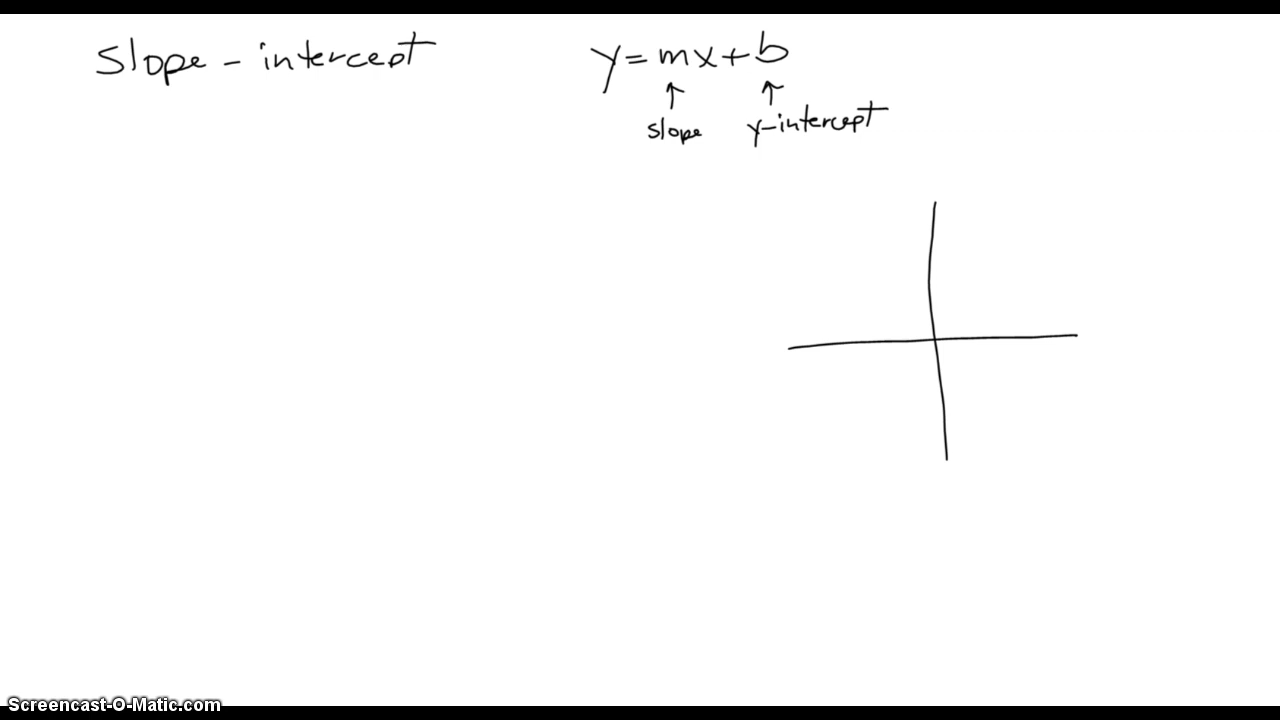 Slope - intercept
y = mx + b
↑ ↑
slope y-intercept
Screencast-O-Matic.com